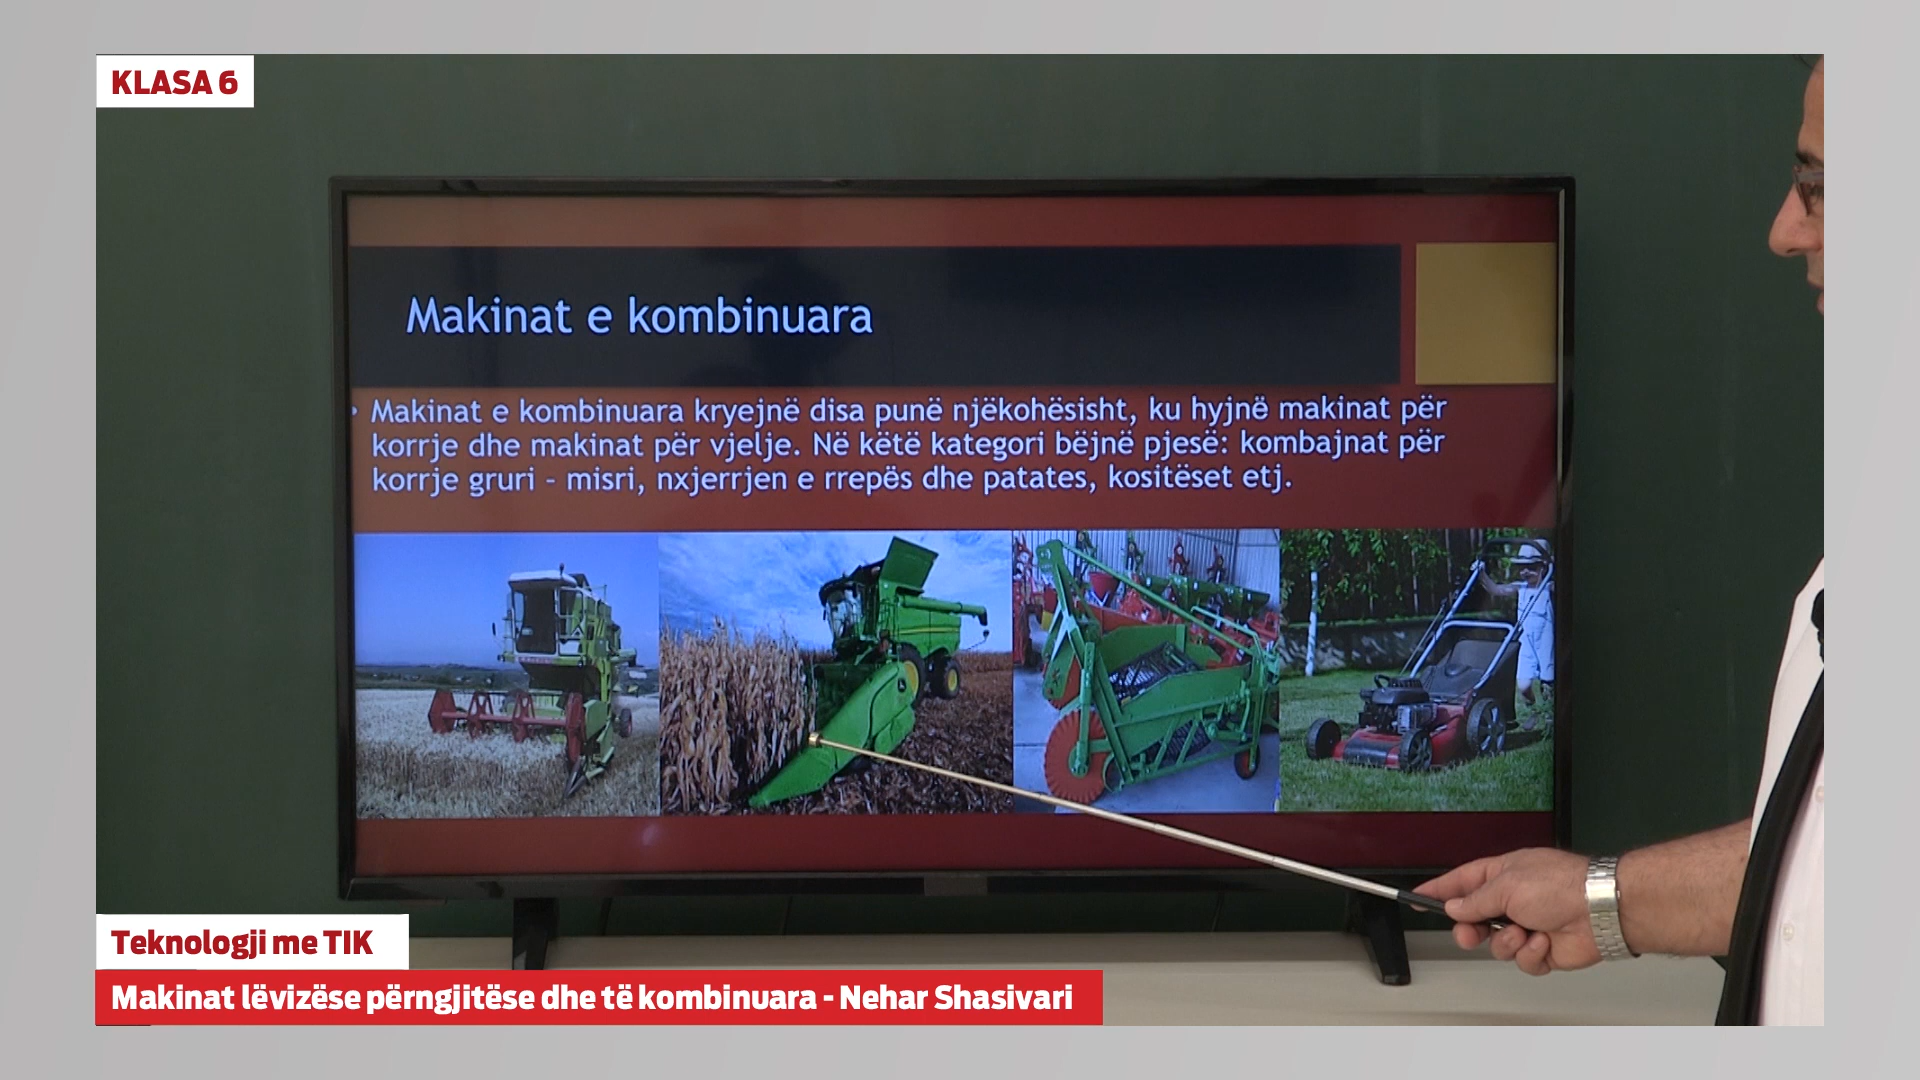 KLASA 6
Makinat e kombinuara
Makinat e kombinuara kryejnë disa punë njëkohësisht, ku hyjnë makinat për
korrje dhe makinat për vjelje. Në këtë kategori bëjnë pjesë: kombajnat për
korrje gruri – misri, nxjerrjen e rrepës dhe patates, kositëset etj.
Teknologji me TIK
Makinat lëvizëse përngjitëse dhe të kombinuara - Nehar Shasivari